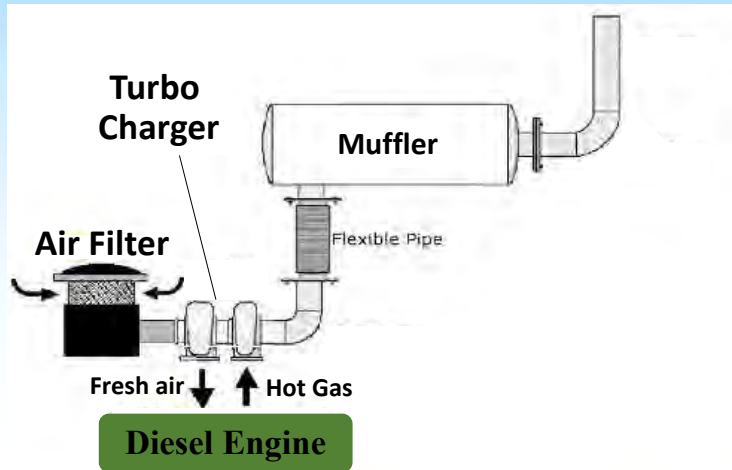 Turbo
Charger
Muffler
Flexible Pipe
Air Filter
Fresh air
Hot Gas
Diesel Engine